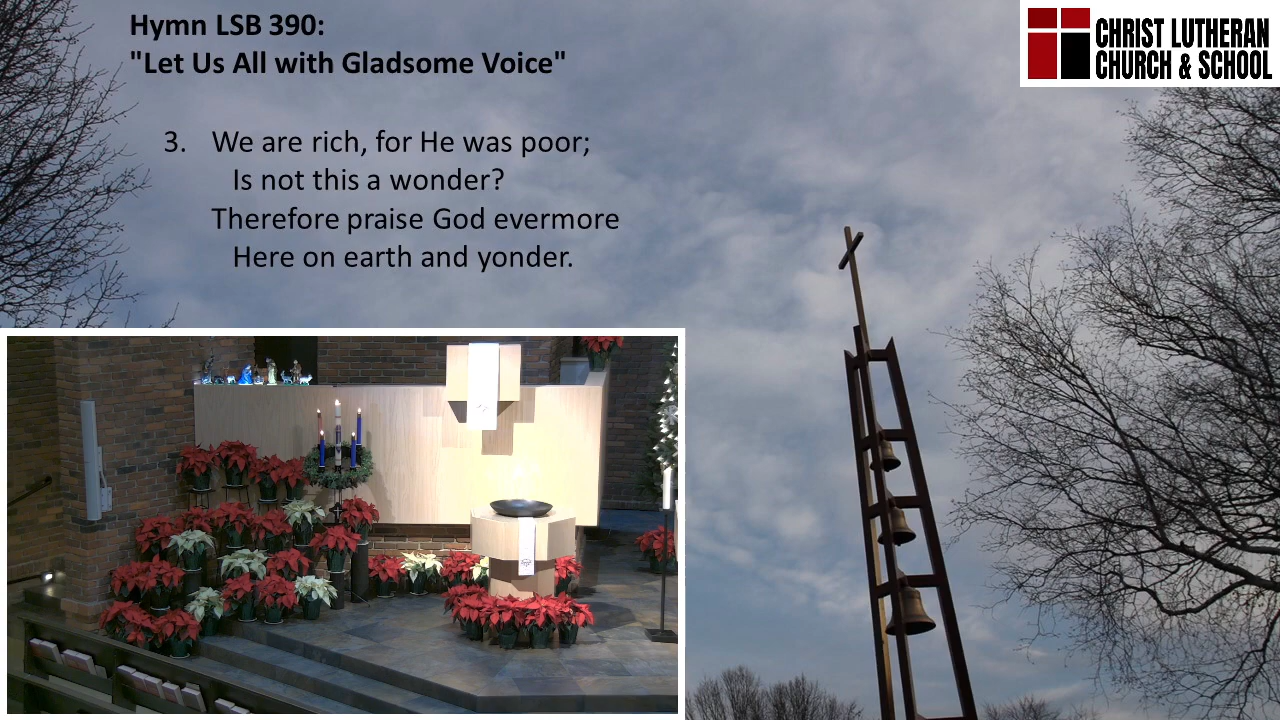 Hymn LSB 390:
"Let Us All with Gladsome Voice"
CHRIST LUTHERAN
CHURCH & SCHOOL
3. We are rich, for He was poor;
Is not this a wonder?
Therefore praise God evermore
Here on earth and yonder.